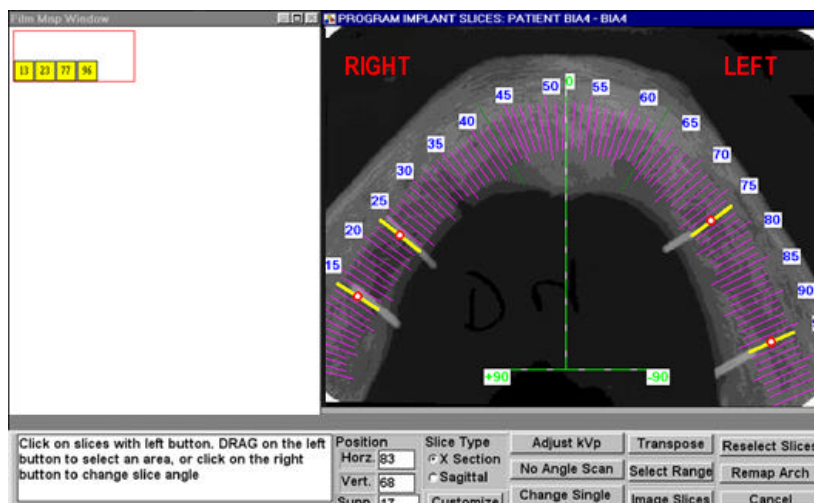 Film Map Window
PROGRAM IMPLANT SLICES: PATIENT BIA4 - BIA4
13 23 77 96
RIGHT
LEFT
0
50
55
45
60
40
65
35
70
30
75
25
80
20
85
15
90
D N
+90
-90
Click on slices with left button. DRAG on the left
button to select an area, or click on the right
button to change slice angle
Position
Horz. 83
Vert. 68
Supn 17
Slice Type
X Section
Sagittal
Customize
Adjust kVp
No Angle Scan
Change Single
Transpose
Select Range
Image Slices
Reselect Slices
Remap Arch
Cancel